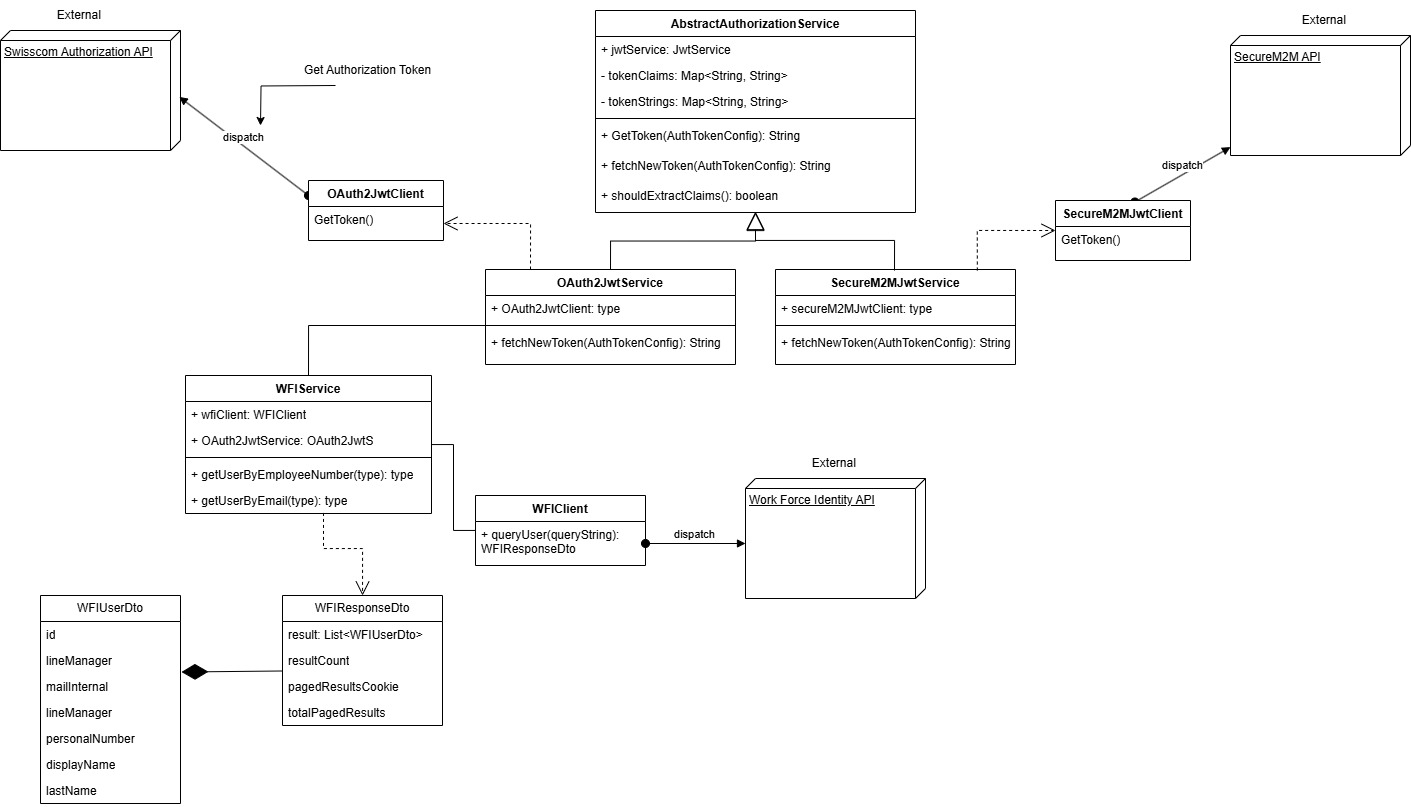 External
Swisscom Authorization API
Get Authorization Token
dispatch
OAuth2JwtClient
GetToken()
AbstractAuthorizationService
+ jwtService: JwtService
- tokenClaims: Map<String, String>
- tokenStrings: Map<String, String>
+ GetToken(AuthTokenConfig): String
+ fetchNewToken(AuthTokenConfig): String
+ shouldExtractClaims(): boolean
External
SecureM2M API
dispatch
SecureM2MJwtClient
GetToken()
OAuth2JwtService
+ OAuth2JwtClient: type
+ fetchNewToken(AuthTokenConfig): String
SecureM2MJwtService
+ secureM2MJwtClient: type
+ fetchNewToken(AuthTokenConfig): String
WFIService
+ wfiClient: WFIClient
+ OAuth2JwtService: OAuth2JwtS
+ getUserByEmployeeNumber(type): type
+ getUserByEmail(type): type
WFIClient
+ queryUser(queryString):
WFIResponseDto
dispatch
External
Work Force Identity API
WFIUserDto
id
lineManager
mailInternal
lineManager
personalNumber
displayName
lastName
WFIResponseDto
result: List<WFIUserDto>
resultCount
pagedResultsCookie
totalPagedResults